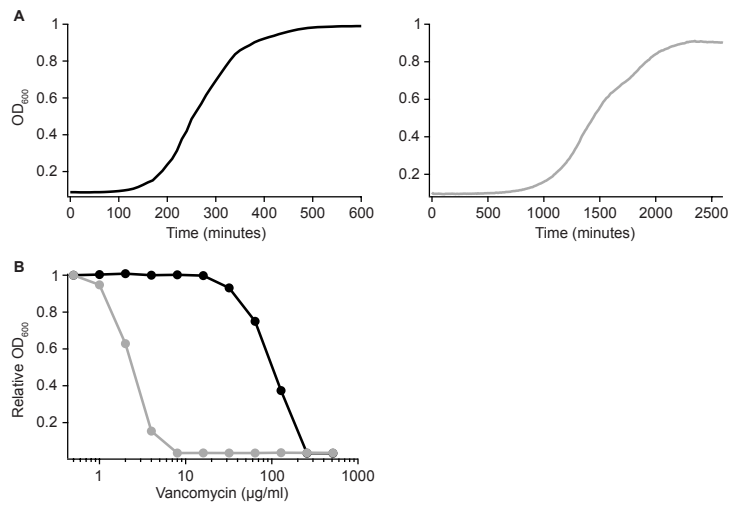 A
1
0.8
0.6
0.4
0.2
OD600
0 100 200 300 400 500 600
Time (minutes)
1
0.8
0.6
0.4
0.2
0 500 1000 1500 2000 2500
Time (minutes)
B
1
0.8
0.6
0.4
0.2
Relative OD600
1 10 100 1000
Vancomycin (µg/ml)